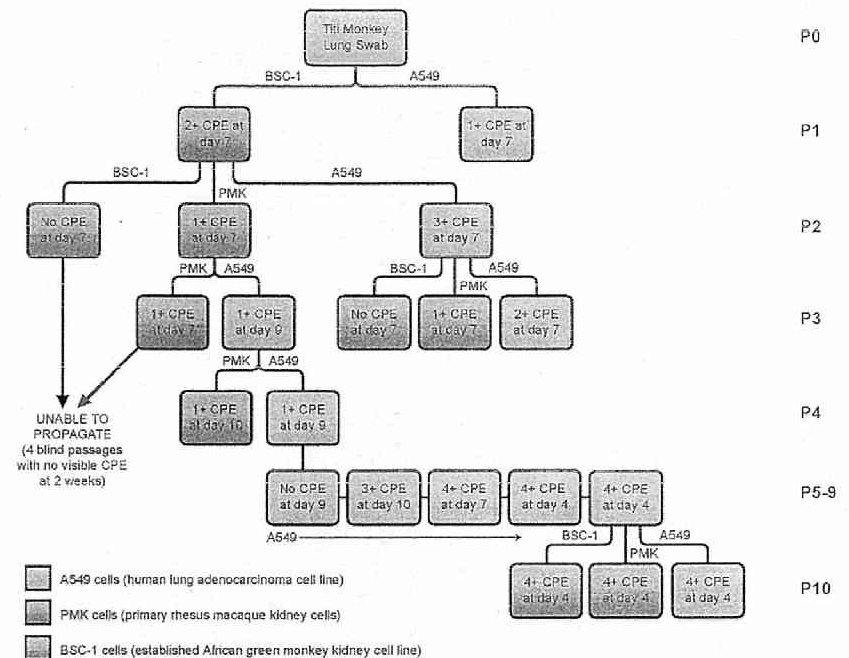 Titi Monkey
Lung Swab
P0
BSC-1
A549
2+ CPE at
day 7
1+ CPE at
day 7
P1
BSC-1
PMK
A549
No CPE
at day 7
1+ CPE
at day 7
3+ CPE
at day 7
P2
PMK
A549
BSC-1
PMK
A549
1+ CPE
at day 7
1+ CPE
at day 9
No CPE
at day 7
1+ CPE
at day 7
2+ CPE
at day 7
P3
PMK
A549
1+ CPE
at day 10
1+ CPE
at day 9
P4
UNABLE TO
PROPAGATE
(4 blind passages
with no visible CPE
at 2 weeks)
No CPE
at day 9
3+ CPE
at day 10
4+ CPE
at day 7
4+ CPE
at day 4
4+ CPE
at day 4
P5-9
A549
BSC-1
PMK
A549
4+ CPE
at day 4
4+ CPE
at day 4
4+ CPE
at day 4
P10
A549 cells (human lung adenocarcinoma cell line)
PMK cells (primary rhesus macaque kidney cells)
BSC-1 cells (established African green monkey kidney cell line)